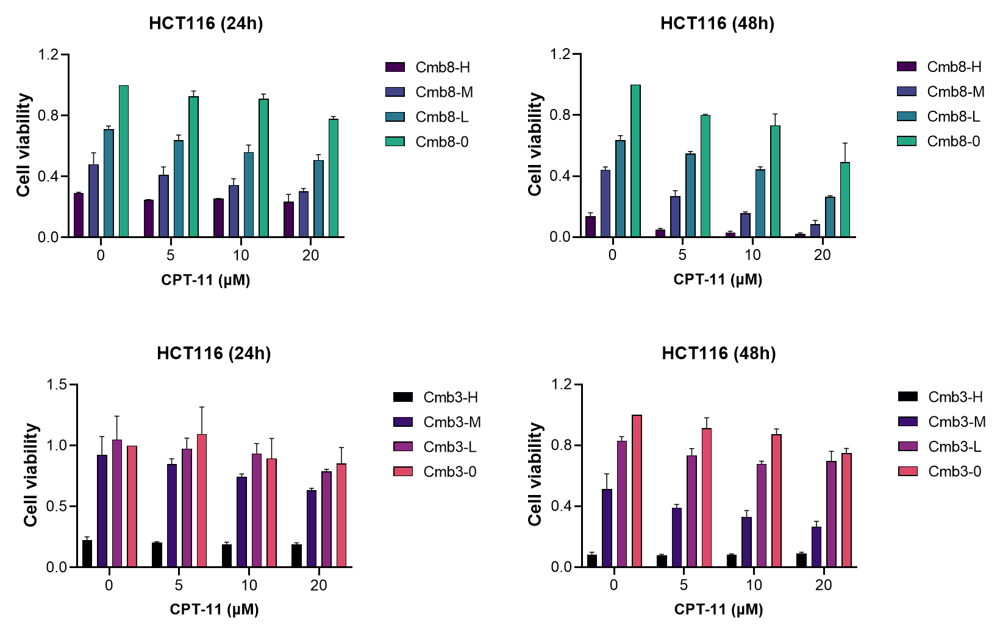 HCT116 (24h)
Cell viability
1.2
0.8
0.4
0.0
0 5 10 20
CPT-11 (µM)
Cmb8-H
Cmb8-M
Cmb8-L
Cmb8-0
HCT116 (48h)
Cell viability
1.2
0.8
0.4
0.0
0 5 10 20
CPT-11 (µM)
Cmb8-H
Cmb8-M
Cmb8-L
Cmb8-0
HCT116 (24h)
Cell viability
1.5
1.0
0.5
0.0
0 5 10 20
CPT-11 (µM)
Cmb3-H
Cmb3-M
Cmb3-L
Cmb3-0
HCT116 (48h)
Cell viability
1.2
0.8
0.4
0.0
0 5 10 20
CPT-11 (µM)
Cmb3-H
Cmb3-M
Cmb3-L
Cmb3-0